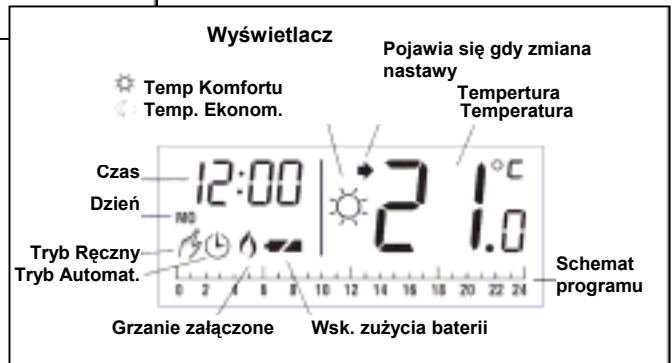 Wyświetlacz
Pojawia się gdy zmiana
nastawy
Temp Komfortu
Temp. Ekonom.
Tempertura
Temperatura
Czas
12:00
21.0 °C
Dzień
MO
Tryb Ręczny
Tryb Automat.
0 2 4 6 8 10 12 14 16 18 20 22 24
Schemat
programu
Grzanie załączone
Wsk. zużycia baterii